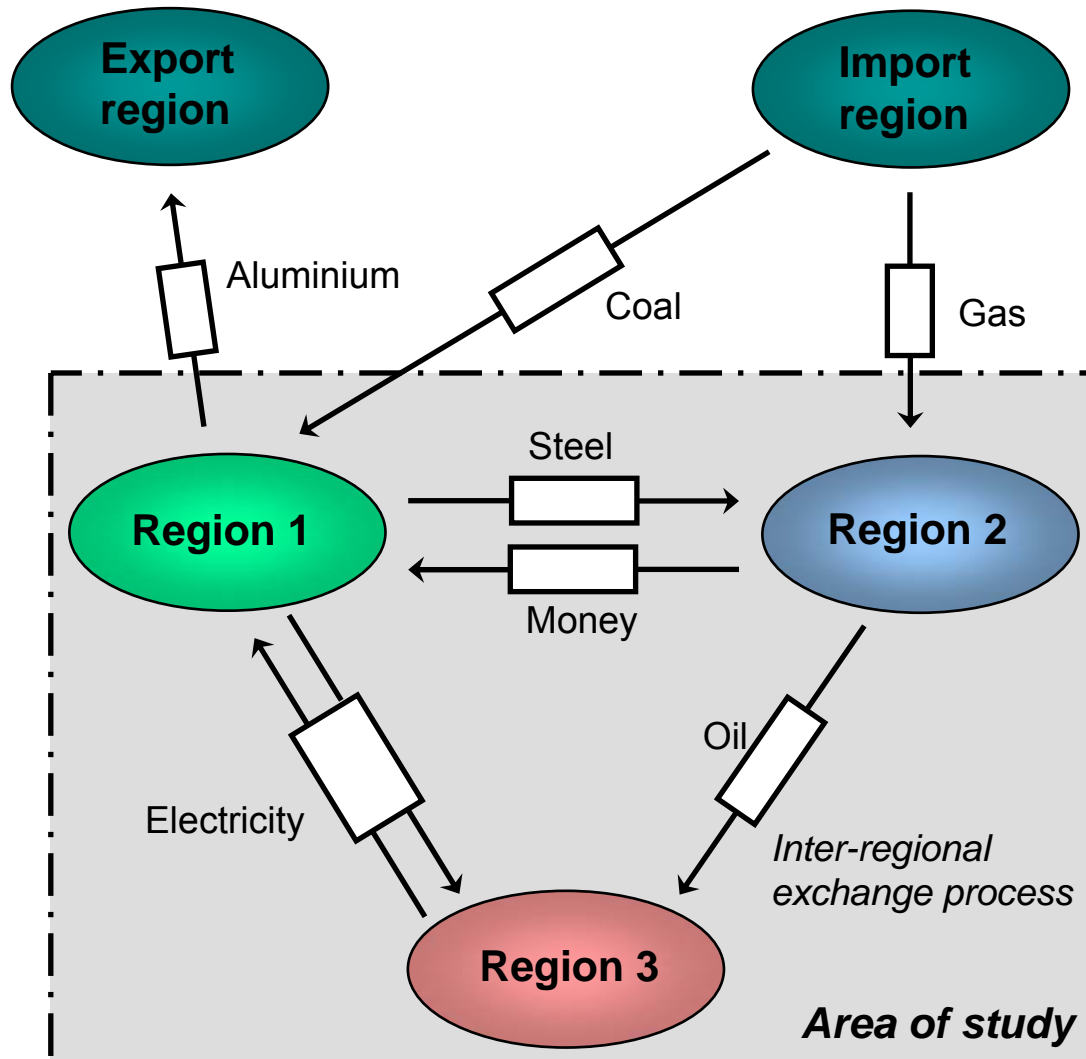 Export
region
Import
region
Aluminium
Coal
Gas
Steel
Region 1
Region 2
Money
Oil
Electricity
Inter-regional
exchange process
Region 3
Area of study